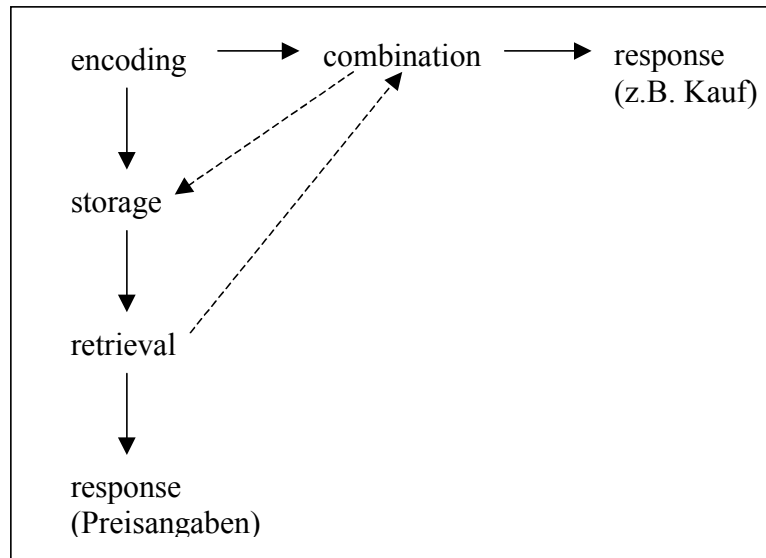 encoding
combination
response
(z.B. Kauf)
storage
retrieval
response
(Preisangaben)